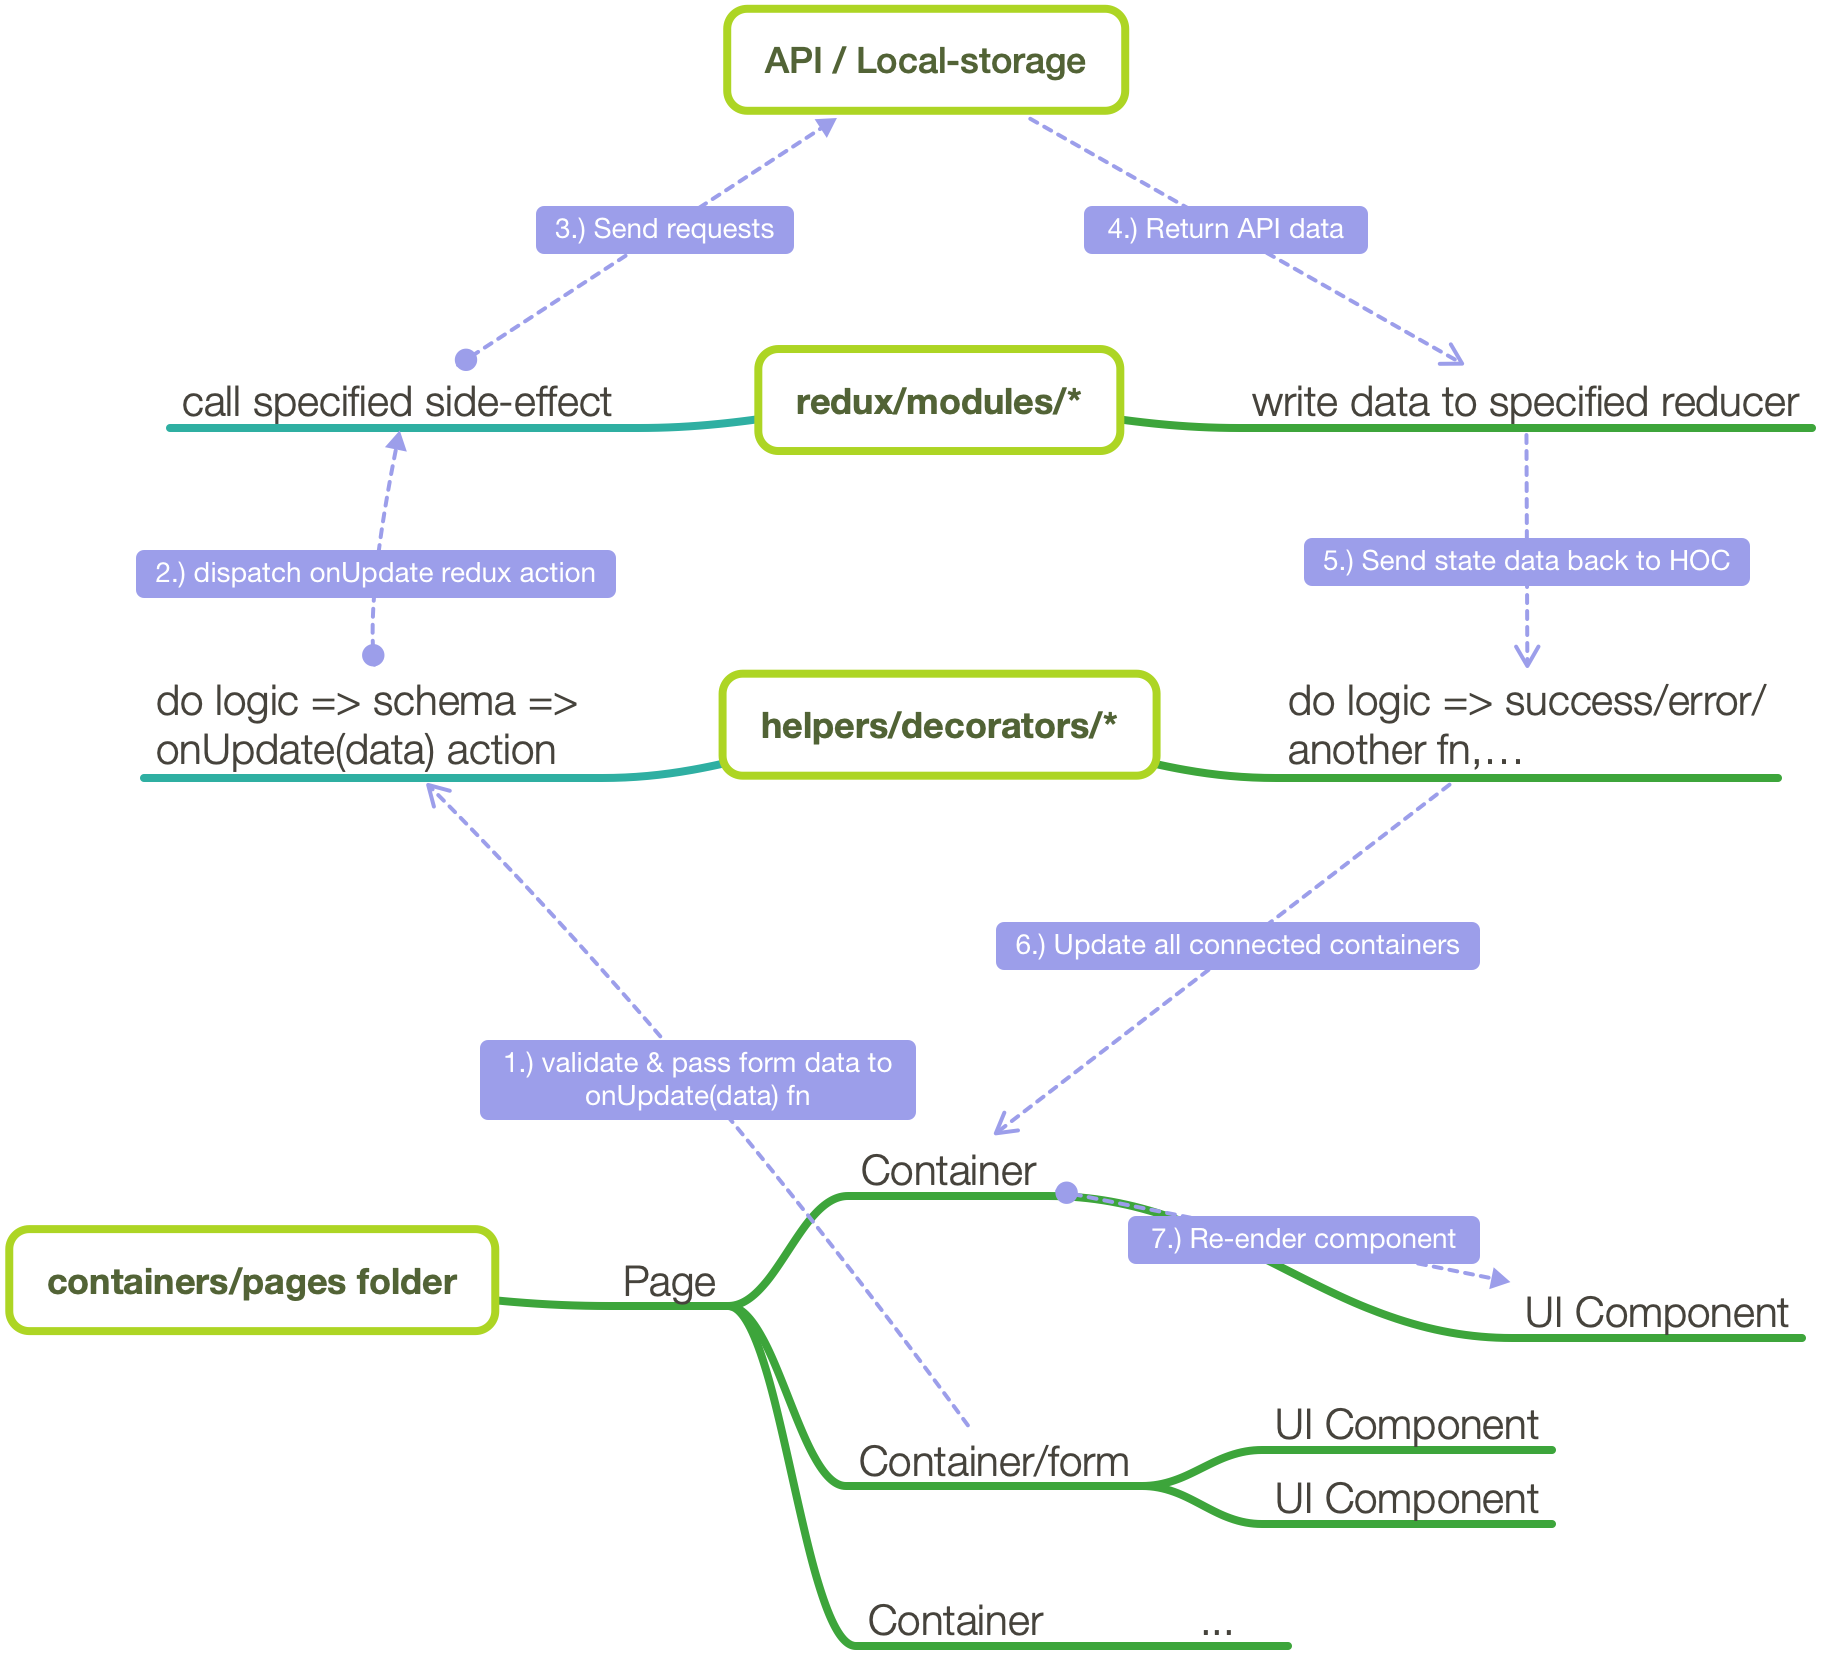 API / Local-storage
3.) Send requests
4.) Return API data
call specified side-effect
redux/modules/*
write data to specified reducer
2.) dispatch onUpdate redux action
5.) Send state data back to HOC
do logic => schema =>
onUpdate(data) action
helpers/decorators/*
do logic => success/error/
another fn,…
6.) Update all connected containers
1.) validate & pass form data to
onUpdate(data) fn
Container
7.) Re-ender component
containers/pages folder
Page
UI Component
UI Component
Container/form
UI Component
Container
...